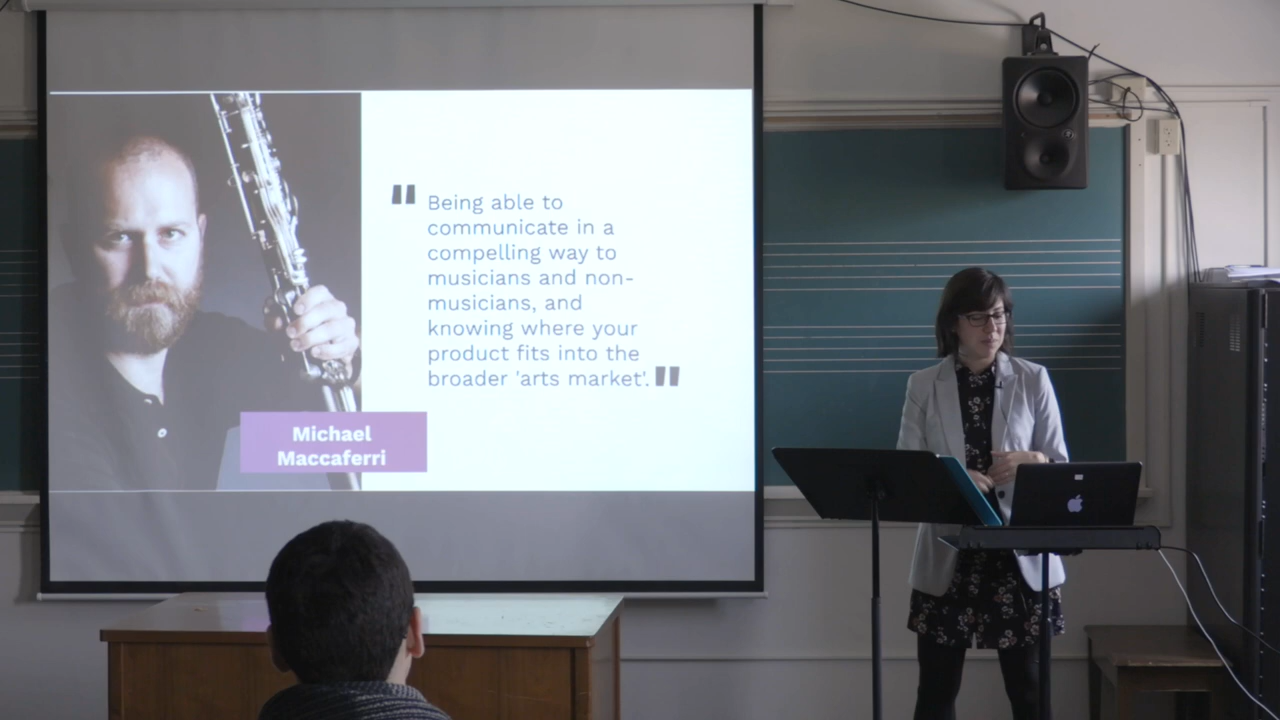 " Being able to
communicate in a
compelling way to
musicians and non-
musicians, and
knowing where your
product fits into the
broader 'arts market'. "
Michael
Maccaferri